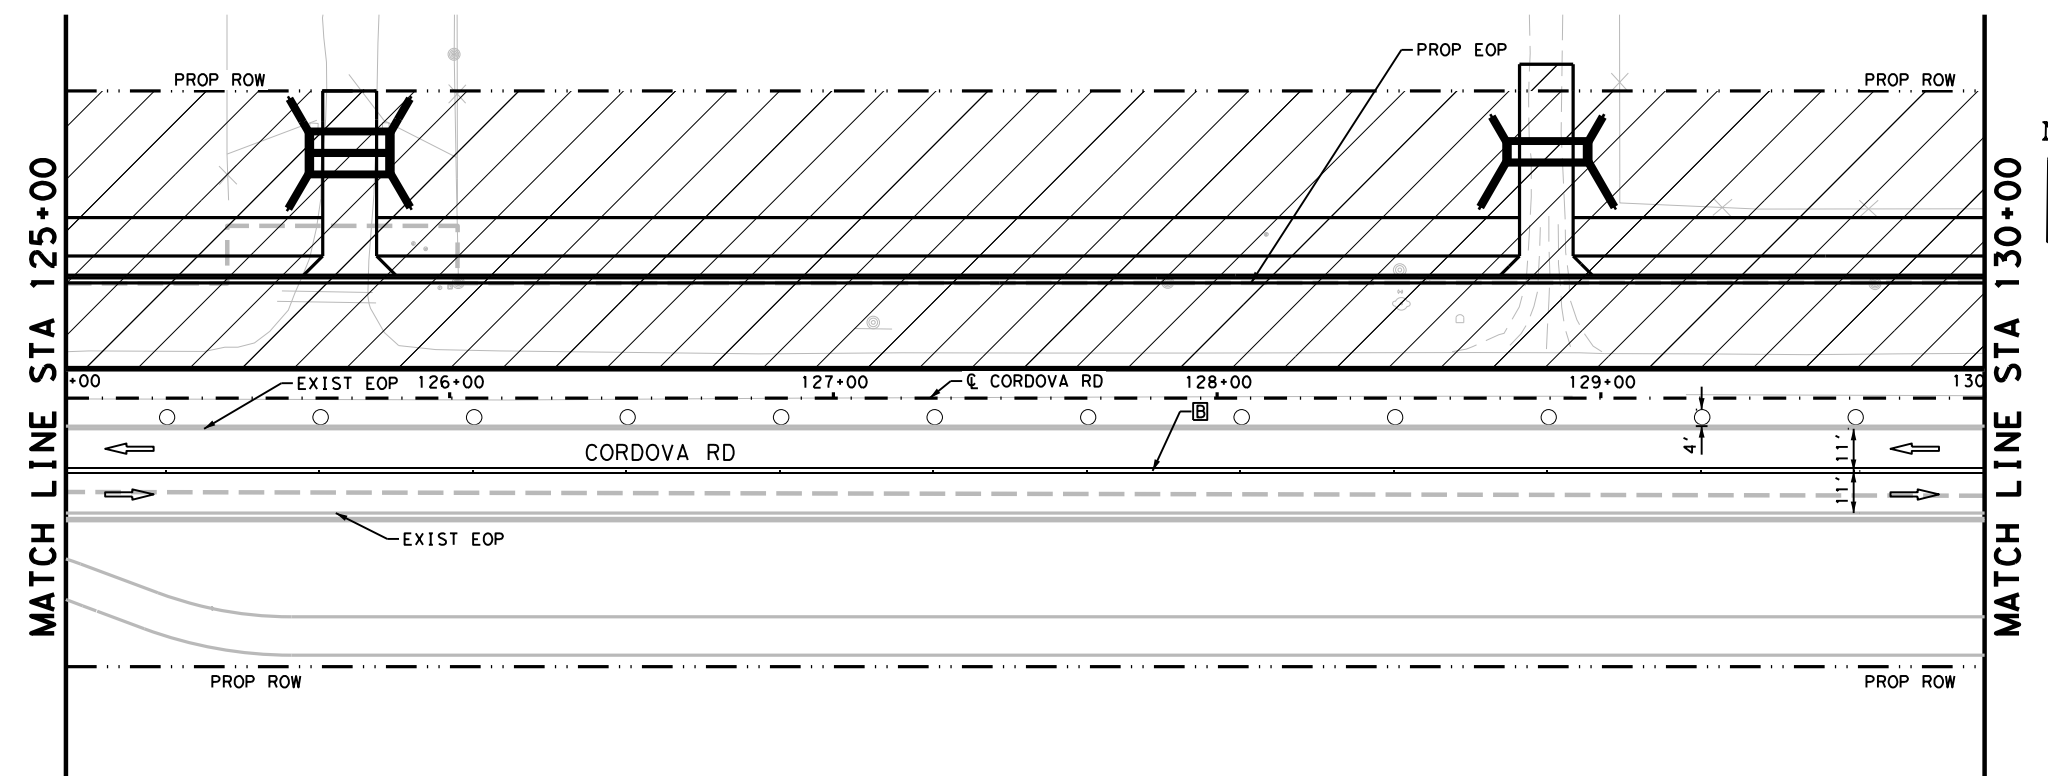 PROP EOP
PROP ROW
PROP ROW
MATCH LINE STA 125+00
MATCH LINE STA 130+00
+00
EXIST EOP
126+00
127+00
℄ CORDOVA RD
128+00
129+00
130
B
CORDOVA RD
4'
11'
11'
EXIST EOP
PROP ROW
PROP ROW